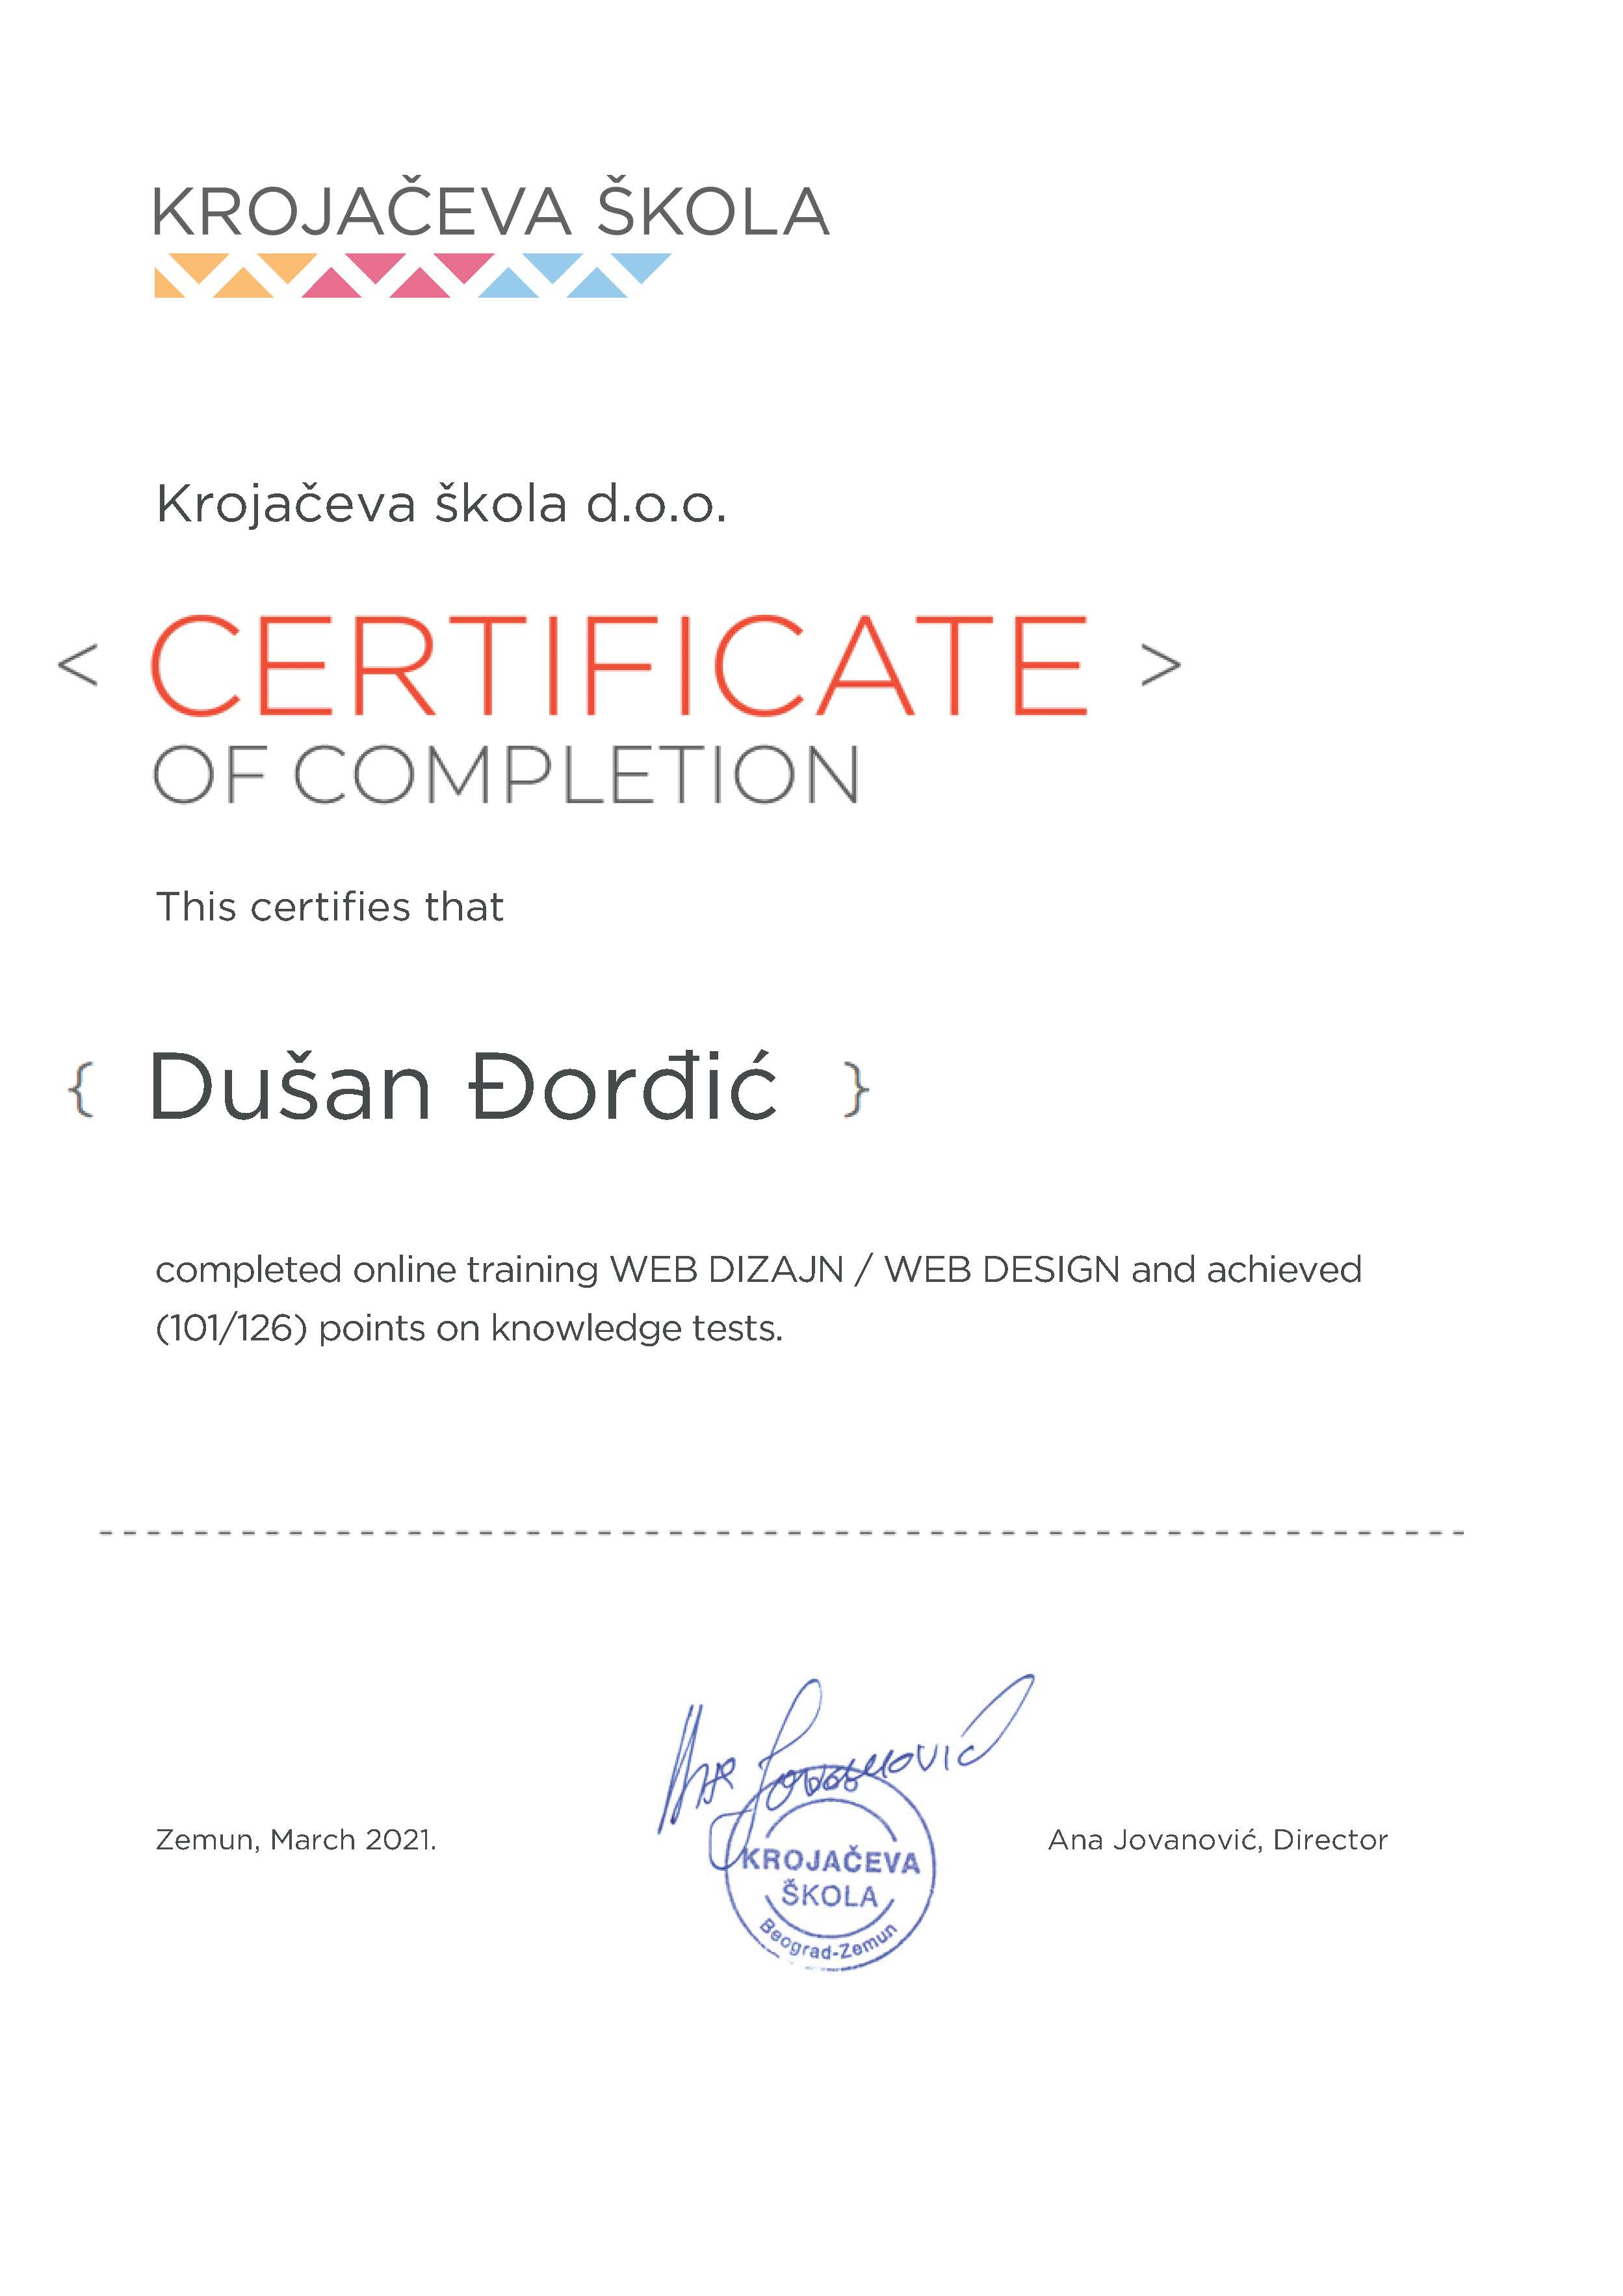 KROJAČEVA ŠKOLA
Krojačeva škola d.o.o.
< CERTIFICATE >
OF COMPLETION
This certifies that
{ Dušan Đorđić }
completed online training WEB DIZAJN / WEB DESIGN and achieved
(101/126) points on knowledge tests.
Ana Jovanović
Zemun, March 2021.
KROJAČEVA
ŠKOLA
Beograd-Zemun
Ana Jovanović, Director